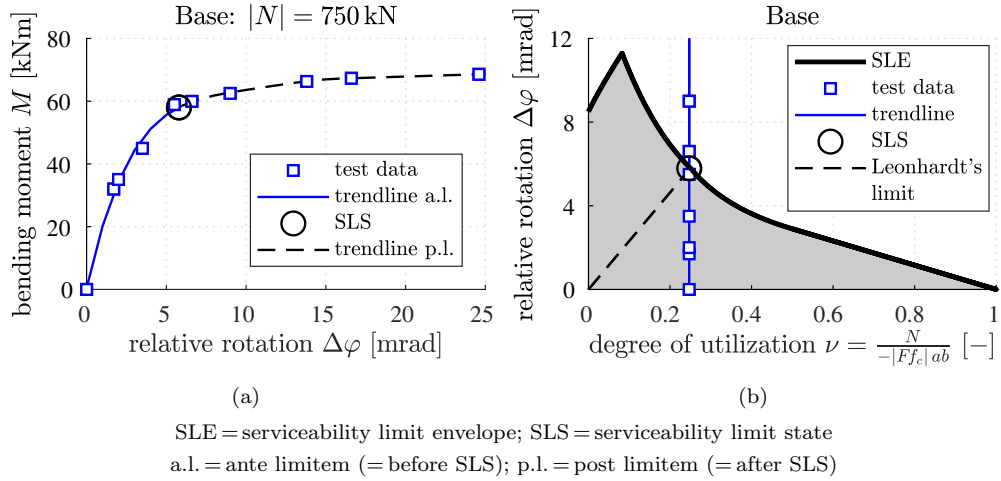 Base: |N| = 750 kN
bending moment M [kNm]
80
60
40
20
0
test data
trendline a.l.
SLS
trendline p.l.
0 5 10 15 20 25
relative rotation Δφ [mrad]
(a)
Base
relative rotation Δφ [mrad]
12
8
4
0
SLE
test data
trendline
SLS
Leonhardt's
limit
0 0.2 0.4 0.6 0.8 1
degree of utilization ν = N / −|Ff_c| ab [−]
(b)
SLE = serviceability limit envelope; SLS = serviceability limit state
a.l. = ante limitem (= before SLS); p.l. = post limitem (= after SLS)